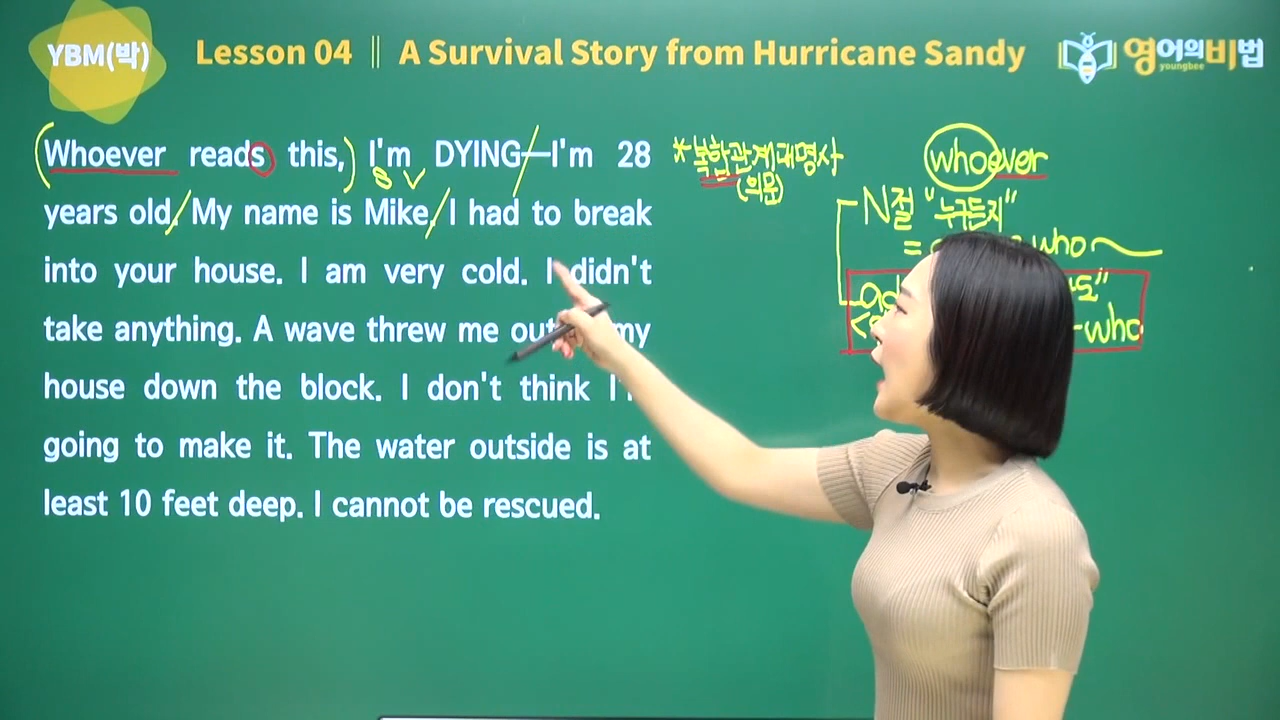 YBM(박)
Lesson 04 || A Survival Story from Hurricane Sandy
영어의비법
youngbee
(Whoever reads this,) I'm DYING—I'm 28
S V
years old. My name is Mike. I had to break
into your house. I am very cold. I didn't
take anything. A wave threw me out my
house down the block. I don't think I'
going to make it. The water outside is at
least 10 feet deep. I cannot be rescued.
*복합관계대명사
(의문)
whoever
N절 "누구든지"
= who~
"
who